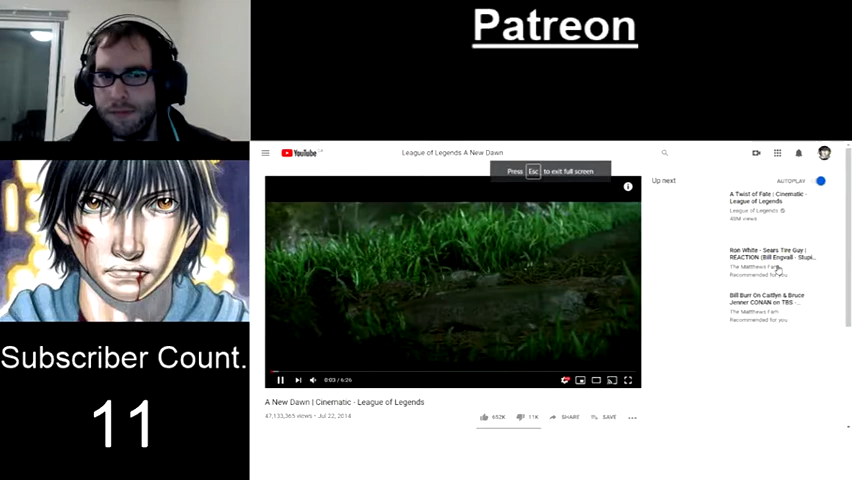 Patreon
YouTube
League of Legends A New Dawn
Press Esc to exit full screen
Up next
AUTOPLAY
A Twist of Fate | Cinematic -
League of Legends
League of Legends
Ron White - Sears Tire Guy |
REACTION (Bill Engvall - Stupi...
The Matthews Fam
Recommended for you
Bill Burr On Caitlyn & Bruce
Jenner CONAN on TBS - ...
The Matthews Fam
Recommended for you
0:03 / 6:26
A New Dawn | Cinematic - League of Legends
47,133,365 views • Jul 22, 2014
652K
11K
SHARE
SAVE
Subscriber Count.
11